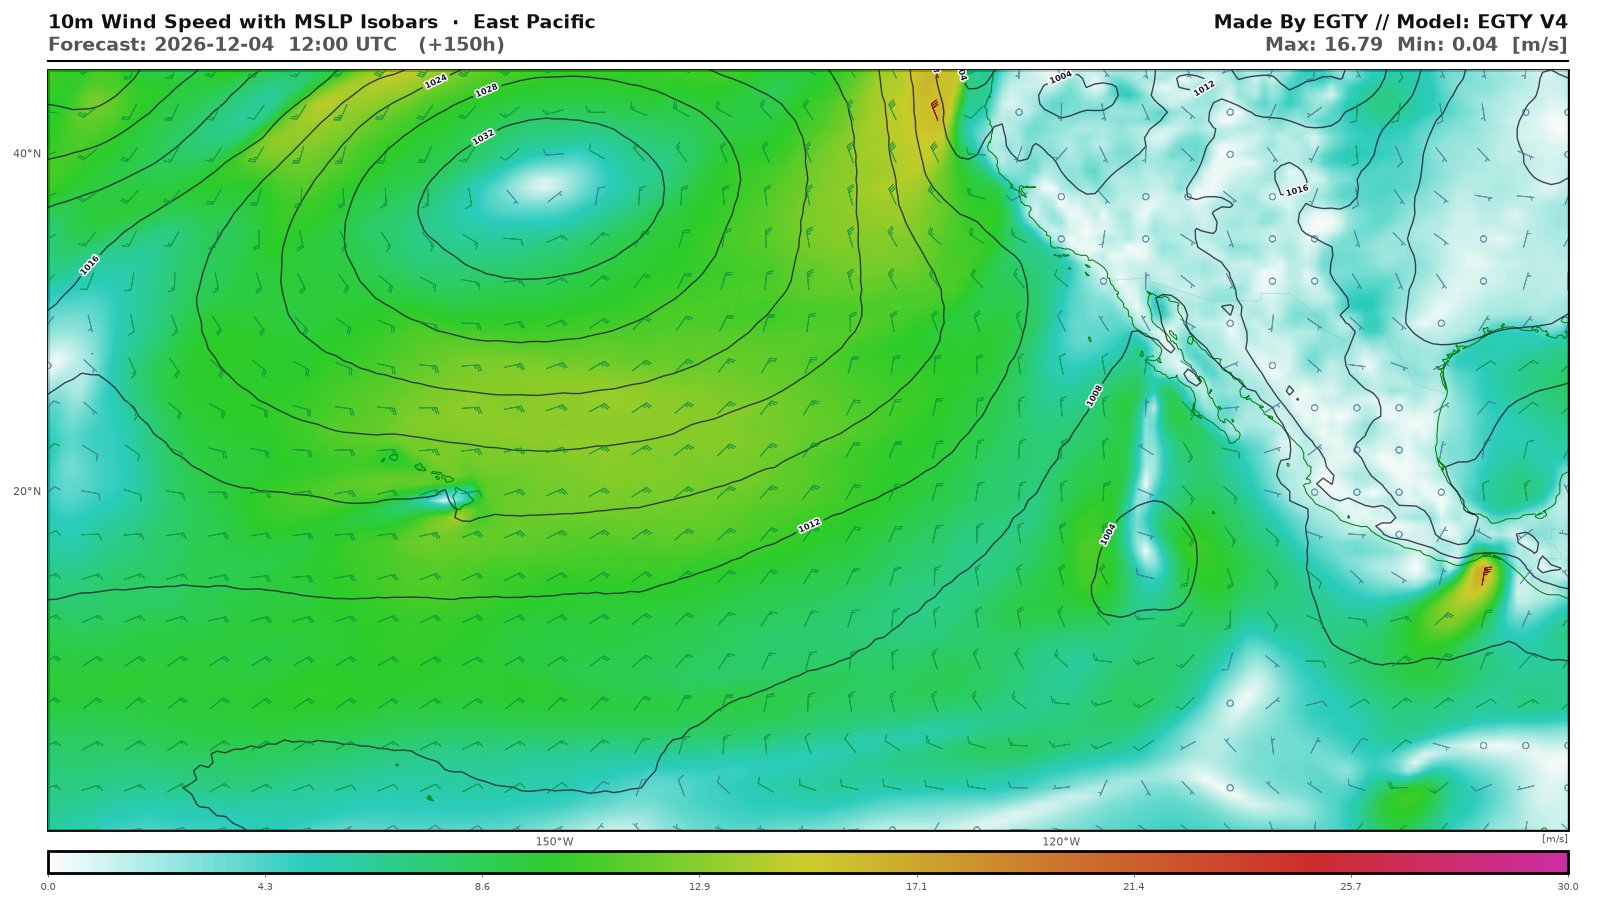 10m Wind Speed with MSLP Isobars · East Pacific
Made By EGTY // Model: EGTY V4
Forecast: 2026-12-04 12:00 UTC (+150h)
Max: 16.79 Min: 0.04 [m/s]
1024
1028
1032
1004
1012
1016
1016
1008
1012
1004
40°N
20°N
150°W
120°W
[m/s]
0.0
4.3
8.6
12.9
17.1
21.4
25.7
30.0